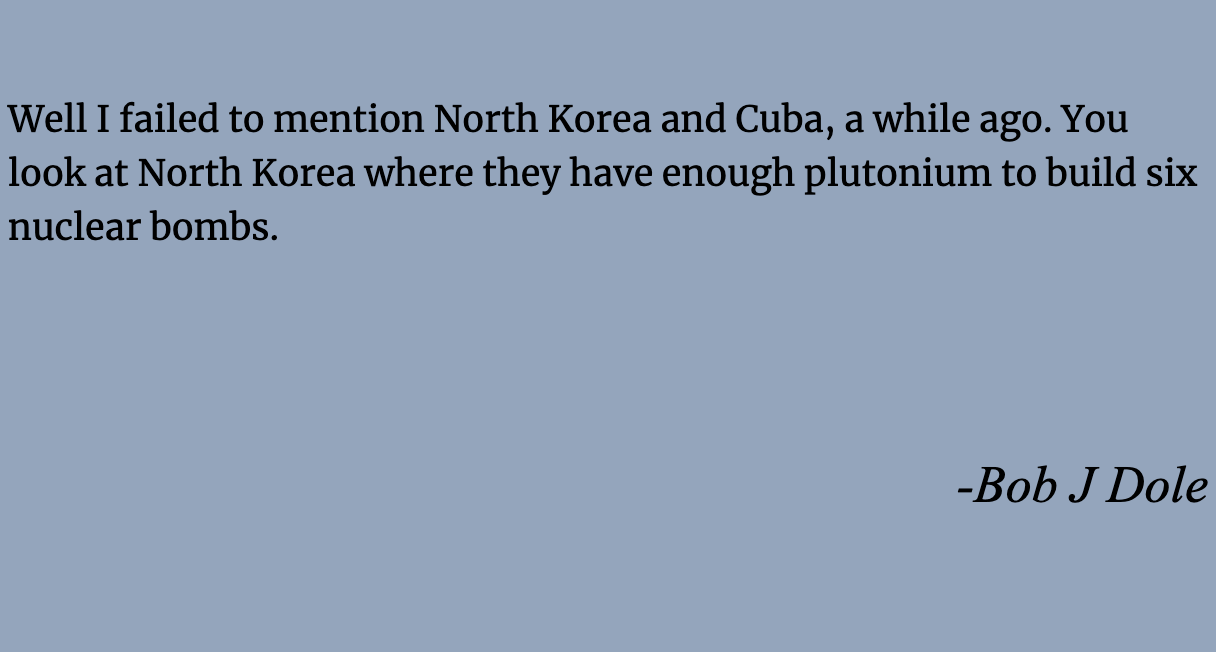 Well I failed to mention North Korea and Cuba, a while ago. You
look at North Korea where they have enough plutonium to build six
nuclear bombs.
-Bob J Dole